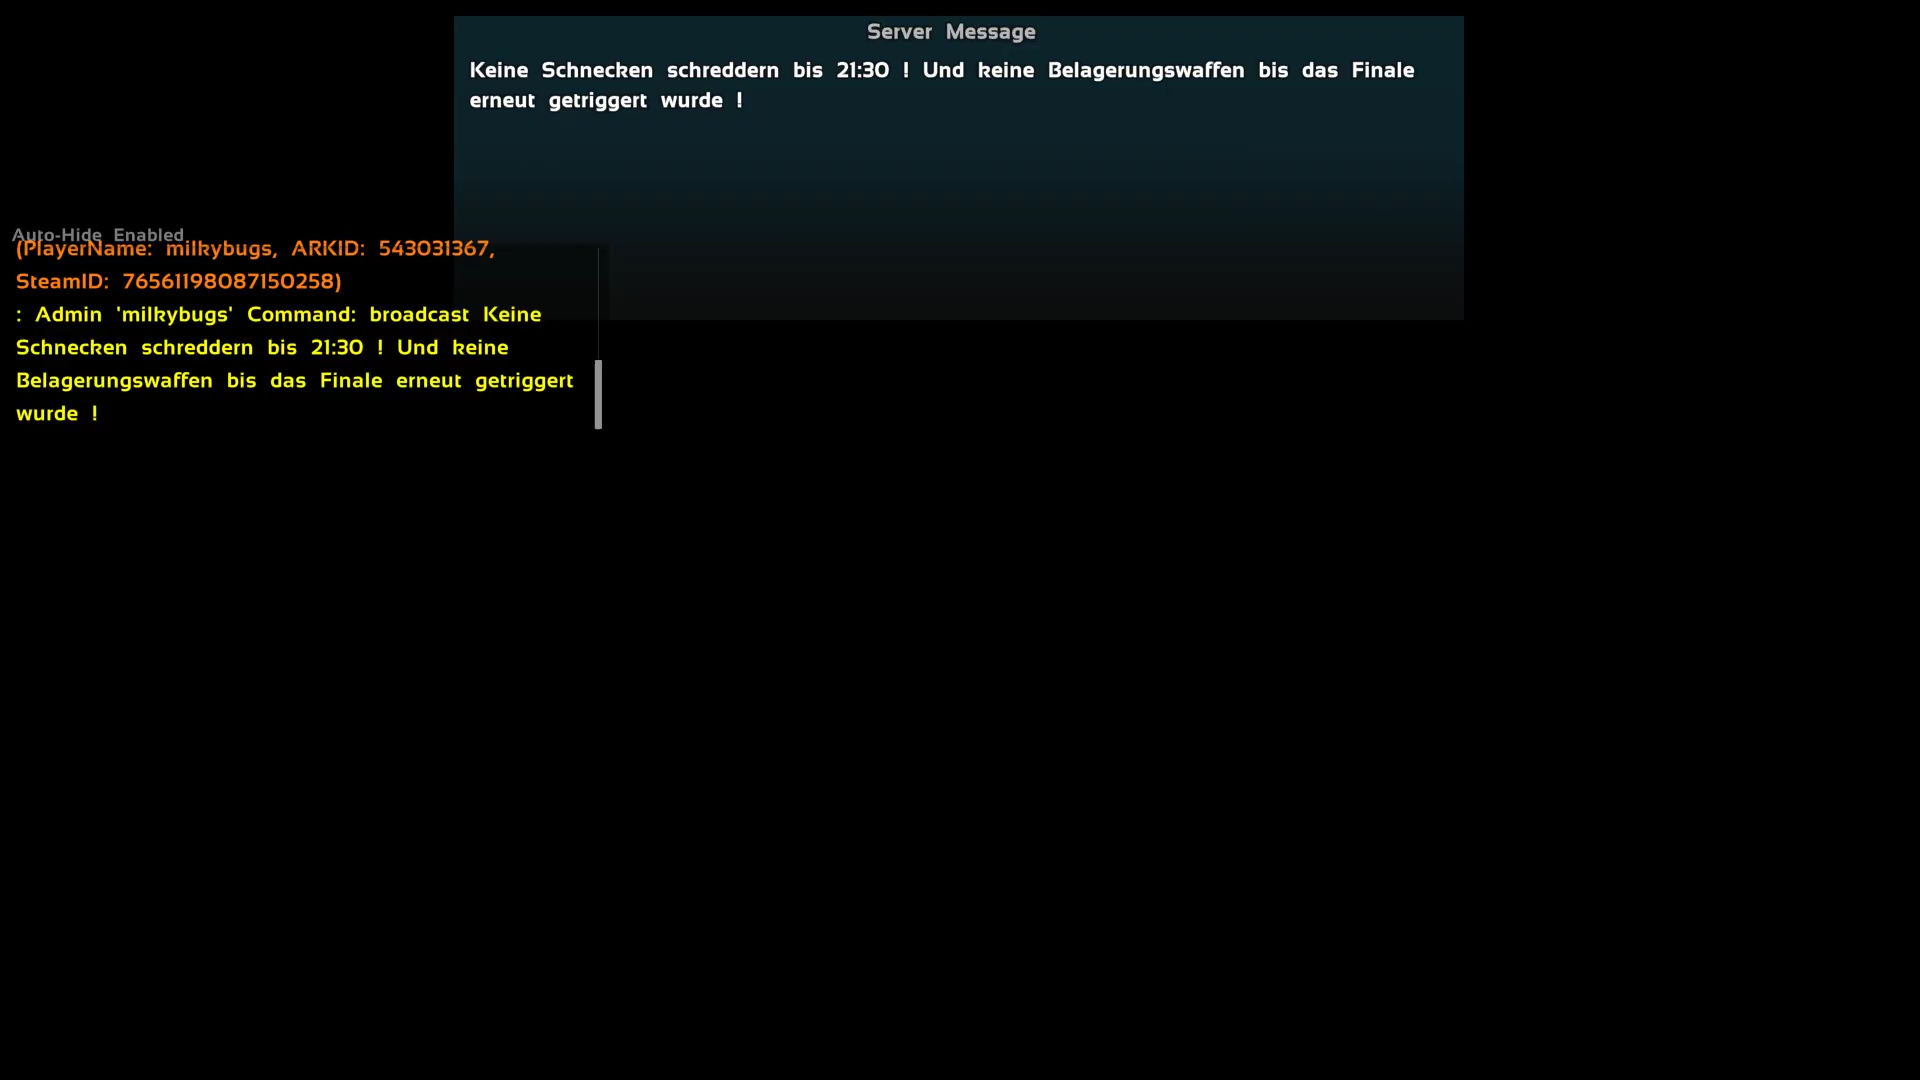 Server Message
Keine Schnecken schreddern bis 21:30 ! Und keine Belagerungswaffen bis das Finale
erneut getriggert wurde !
Auto-Hide Enabled
(PlayerName: milkybugs, ARKID: 543031367,
SteamID: 76561198087150258)
: Admin 'milkybugs' Command: broadcast Keine
Schnecken schreddern bis 21:30 ! Und keine
Belagerungswaffen bis das Finale erneut getriggert
wurde !